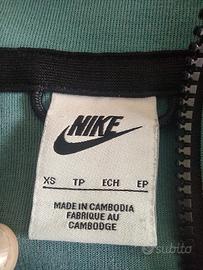 NIKE
XS TP ECH EP
MADE IN CAMBODIA
FABRIQUE AU
CAMBODGE
subito